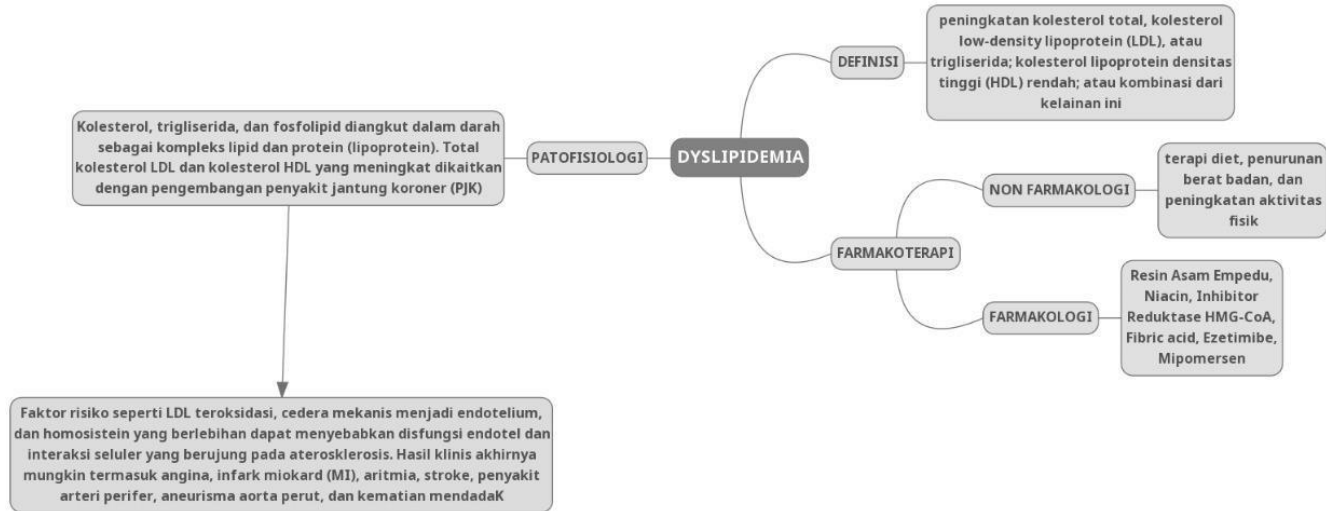 DYSLIPIDEMIA
DEFINISI
peningkatan kolesterol total, kolesterol
low-density lipoprotein (LDL), atau
trigliserida; kolesterol lipoprotein densitas
tinggi (HDL) rendah; atau kombinasi dari
kelainan ini
PATOFISIOLOGI
Kolesterol, trigliserida, dan fosfolipid diangkut dalam darah
sebagai kompleks lipid dan protein (lipoprotein). Total
kolesterol LDL dan kolesterol HDL yang meningkat dikaitkan
dengan pengembangan penyakit jantung koroner (PJK)
Faktor risiko seperti LDL teroksidasi, cedera mekanis menjadi endotelium,
dan homosistein yang berlebihan dapat menyebabkan disfungsi endotel dan
interaksi seluler yang berujung pada aterosklerosis. Hasil klinis akhirnya
mungkin termasuk angina, infark miokard (MI), aritmia, stroke, penyakit
arteri perifer, aneurisma aorta perut, dan kematian mendadaK
FARMAKOTERAPI
NON FARMAKOLOGI
terapi diet, penurunan
berat badan, dan
peningkatan aktivitas
fisik
FARMAKOLOGI
Resin Asam Empedu,
Niacin, Inhibitor
Reduktase HMG-CoA,
Fibric acid, Ezetimibe,
Mipomersen